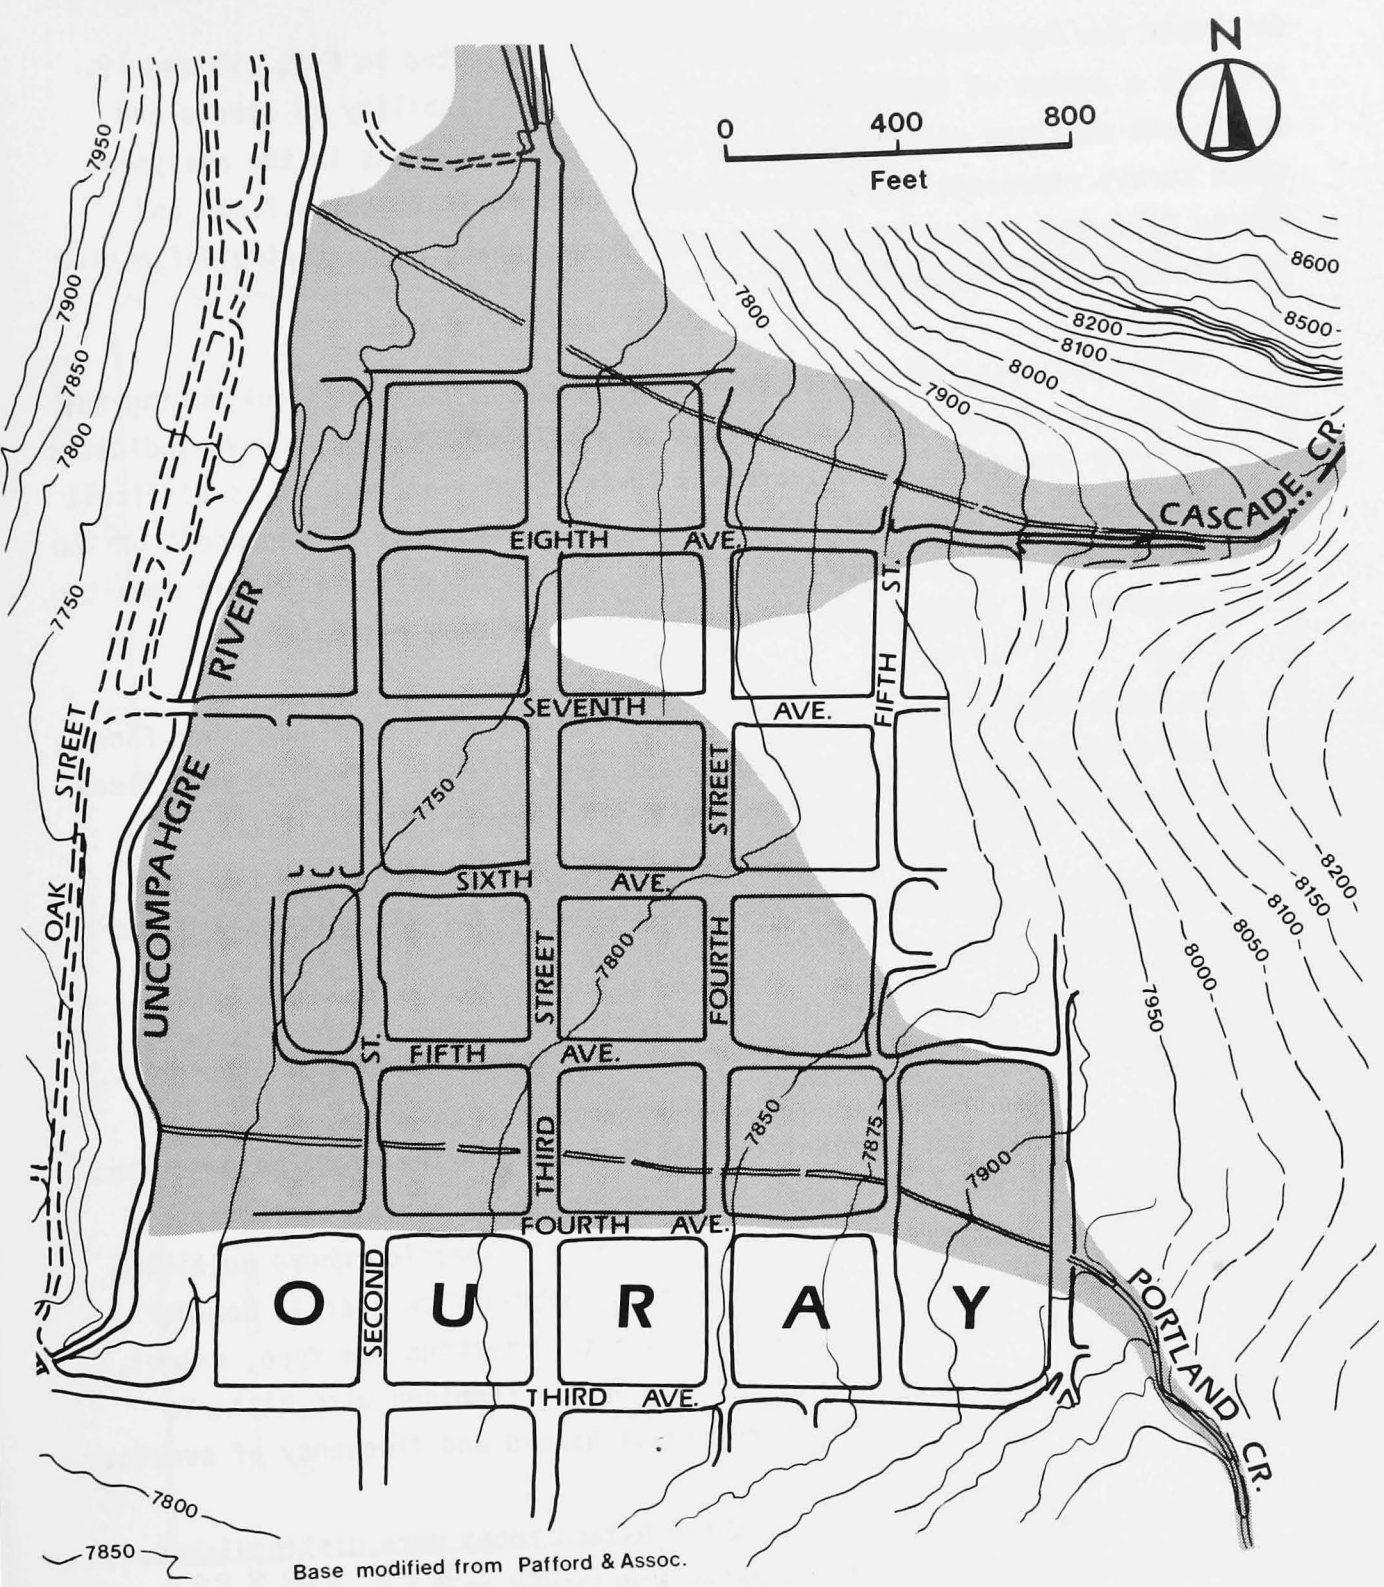 N
0 400 800
Feet
7950
7900
7850
7800
7750
7800
7900
8000
8100
8200
8500
8600
CASCADE CR.
EIGHTH AVE.
FIFTH ST.
UNCOMPAHGRE RIVER
OAK STREET
SEVENTH AVE.
7750
SIXTH AVE.
THIRD STREET
FOURTH STREET
7800
SECOND ST.
FIFTH AVE.
7850
7875
7900
7950
8000
8050
8100
8150
8200
FOURTH AVE.
OURAY
PORTLAND CR.
THIRD AVE.
7800
7850
Base modified from Pafford & Assoc.